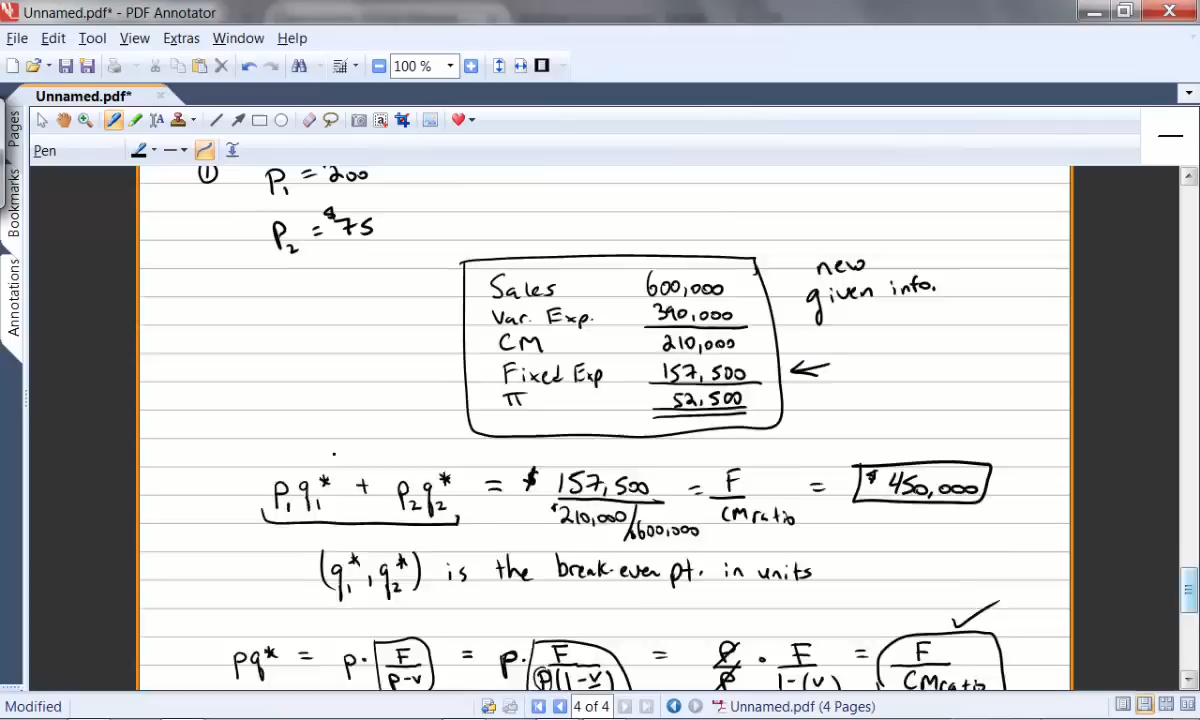 Unnamed.pdf* - PDF Annotator
File Edit Tool View Extras Window Help
100 %
Unnamed.pdf*
Pen
Pages
Bookmarks
Annotations
① P₁ = $200
P₂ = $75
new given info.
Sales 600,000
Var. Exp. 390,000
CM 210,000
Fixed Exp 157,500 ←
π 52,500
P₁q₁* + P₂q₂* = $157,500 / ($210,000/$600,000) = F / CM ratio = $450,000
(q₁*, q₂*) is the break-even pt. in units
pq* = p · F/(p-v) = p · F/(p(1-v = p/p · F/(1-(v) = F/CM ratio ✓
Modified 4 of 4 Unnamed.pdf (4 Pages)